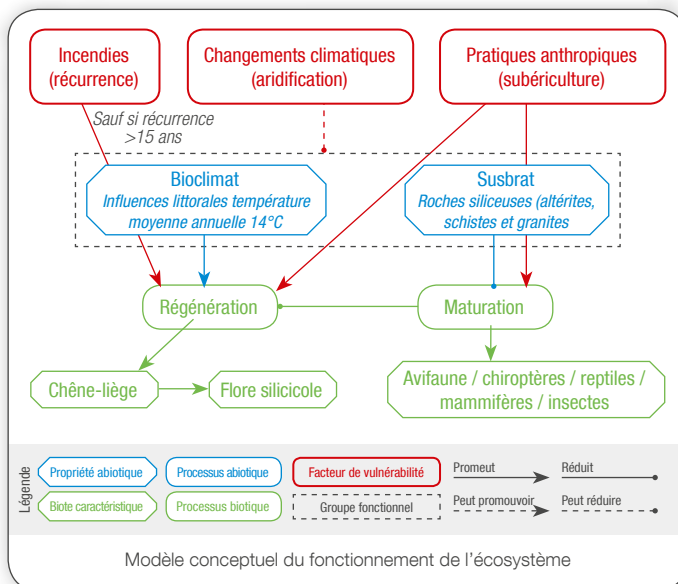 Incendies
(récurrence)
Changements climatiques
(aridification)
Pratiques anthropiques
(subériculture)
Sauf si récurrence
>15 ans
Bioclimat
Influences littorales température
moyenne annuelle 14°C
Susbrat
Roches siliceuses (altérites,
schistes et granites
Régénération
Maturation
Chêne-liège
Flore silicicole
Avifaune / chiroptères / reptiles /
mammifères / insectes
Légende
Propriété abiotique
Processus abiotique
Facteur de vulnérabilité
Promeut
Réduit
Biote caractéristique
Processus biotique
Groupe fonctionnel
Peut promouvoir
Peut réduire
Modèle conceptuel du fonctionnement de l'écosystème